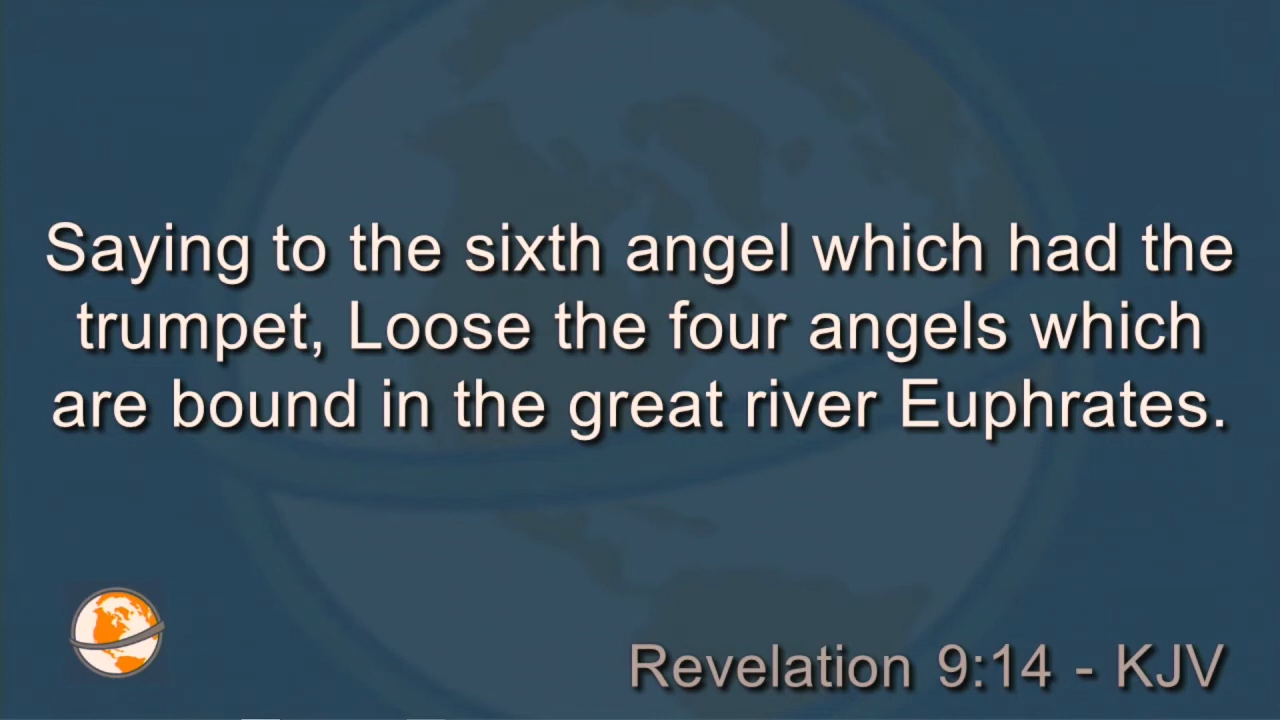 Saying to the sixth angel which had the
trumpet, Loose the four angels which
are bound in the great river Euphrates.
Revelation 9:14 - KJV